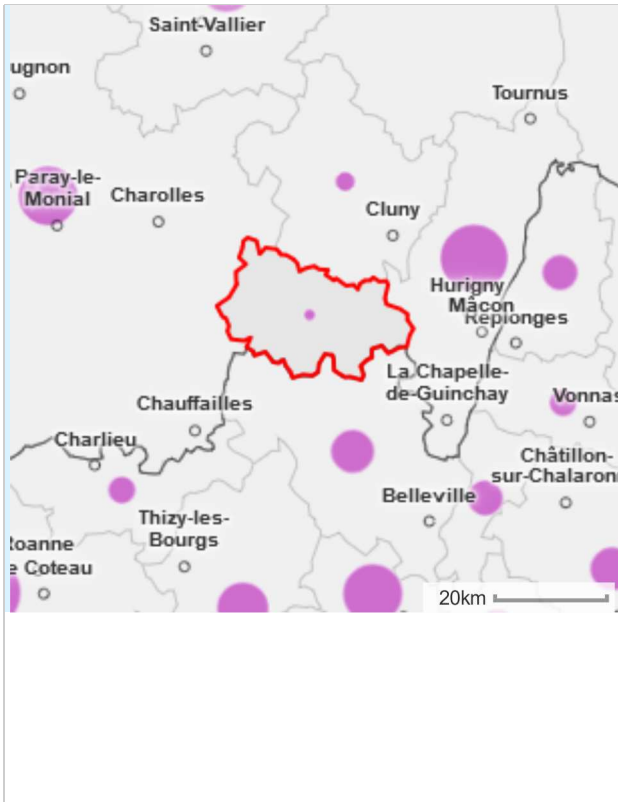 Saint-Vallier
ugnon
Tournus
Paray-le-
Monial
Charolles
Cluny
Hurigny
Mâcon
Replonges
La Chapelle-
de-Guinchay
Vonnas
Chauffailles
Charlieu
Châtillon-
sur-Chalaronn
Belleville
Thizy-les-
Bourgs
Roanne
e Coteau
20km